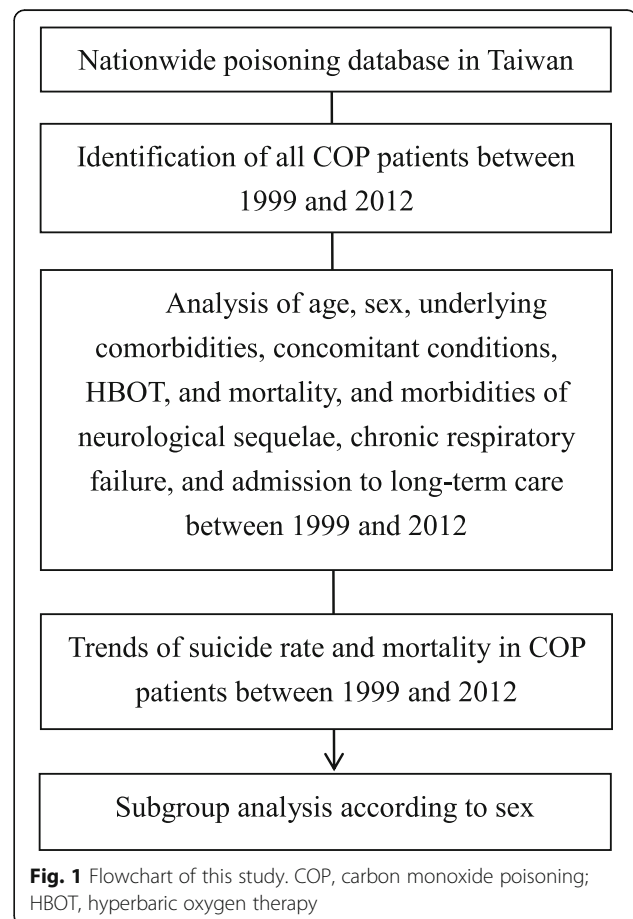 Nationwide poisoning database in Taiwan
Identification of all COP patients between
1999 and 2012
Analysis of age, sex, underlying
comorbidities, concomitant conditions,
HBOT, and mortality, and morbidities of
neurological sequelae, chronic respiratory
failure, and admission to long-term care
between 1999 and 2012
Trends of suicide rate and mortality in COP
patients between 1999 and 2012
Subgroup analysis according to sex
Fig. 1 Flowchart of this study. COP, carbon monoxide poisoning;
HBOT, hyperbaric oxygen therapy